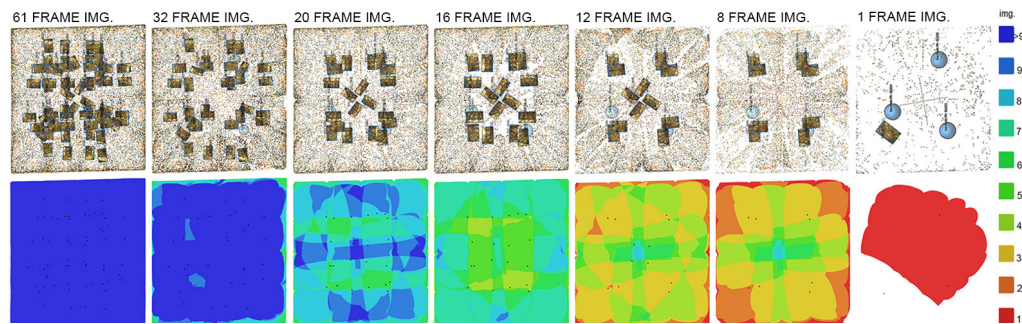 61 FRAME IMG.
32 FRAME IMG.
20 FRAME IMG.
16 FRAME IMG.
12 FRAME IMG.
8 FRAME IMG.
1 FRAME IMG.
img.
>9
9
8
7
6
5
4
3
2
1